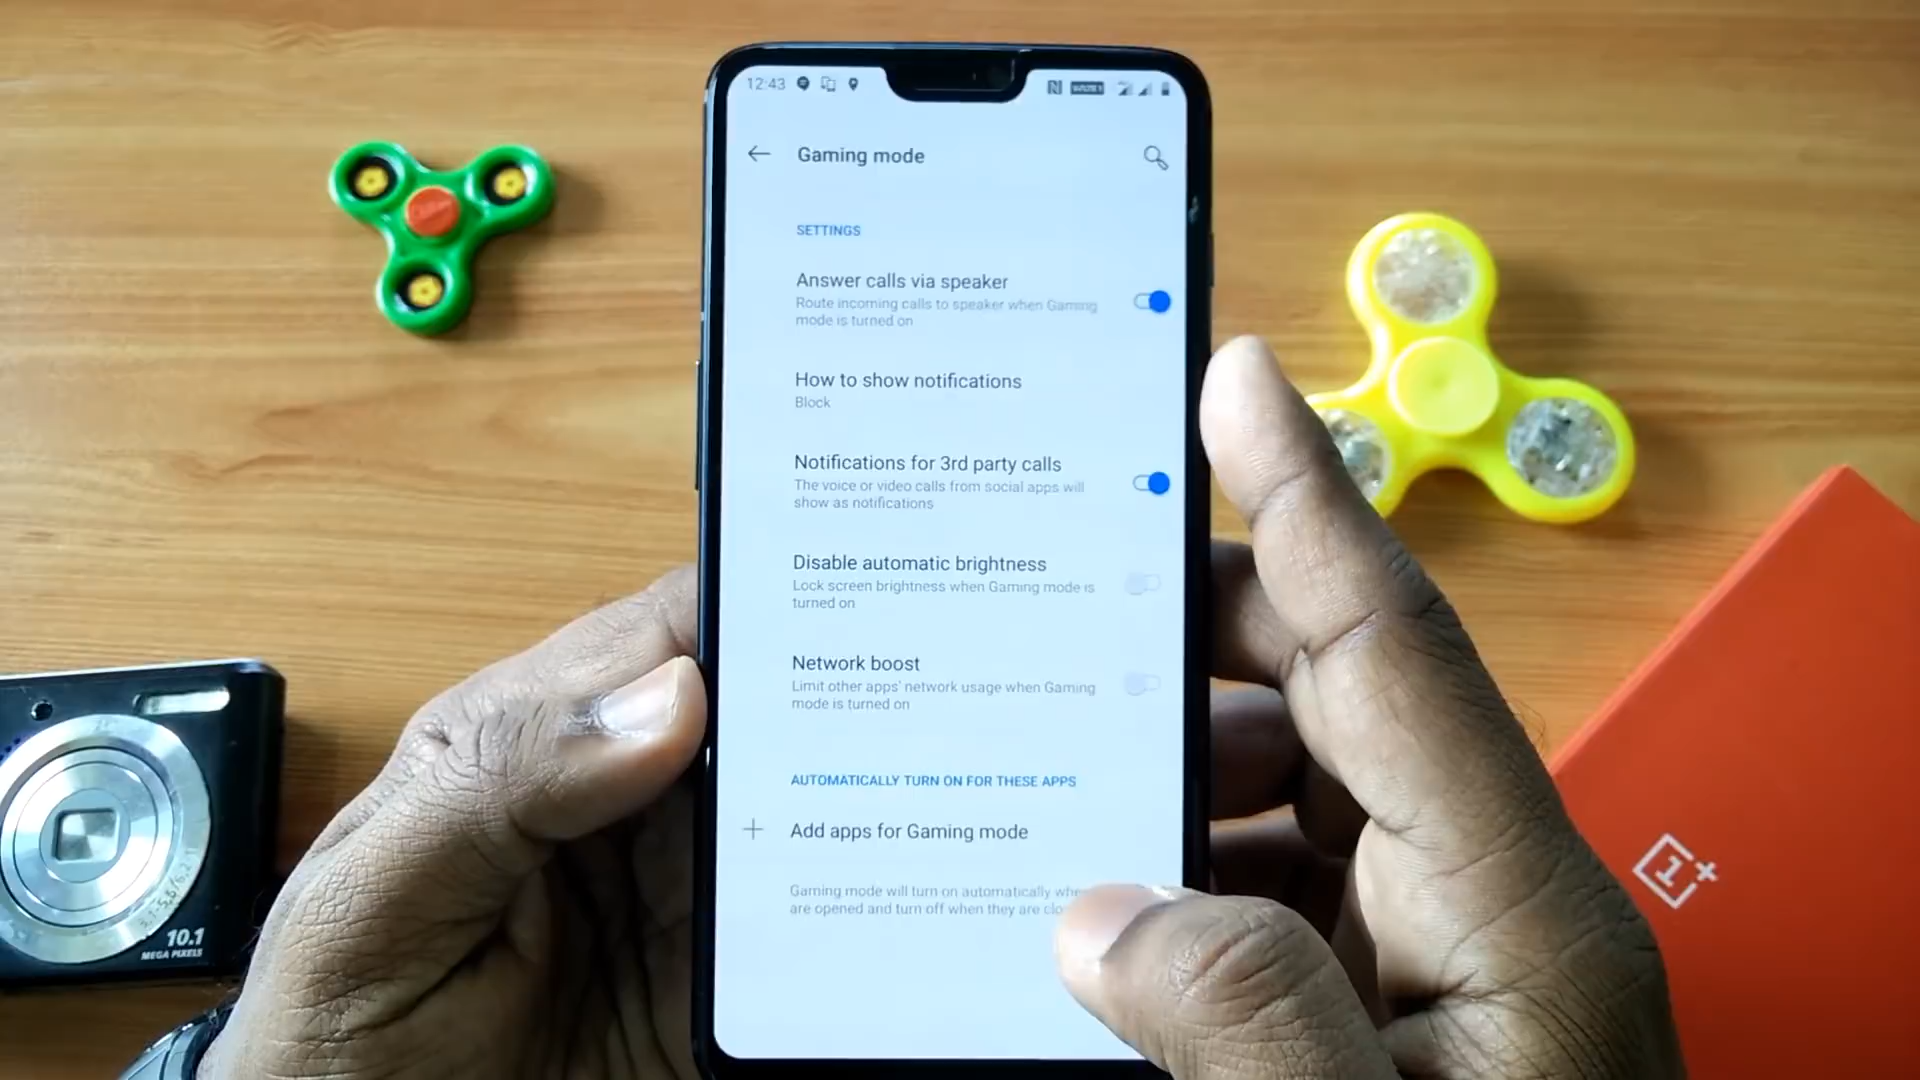 12:43
Gaming mode
SETTINGS
Answer calls via speaker
Route incoming calls to speaker when Gaming
mode is turned on
How to show notifications
Block
Notifications for 3rd party calls
The voice or video calls from social apps will
show as notifications
Disable automatic brightness
Lock screen brightness when Gaming mode is
turned on
Network boost
Limit other apps' network usage when Gaming
mode is turned on
AUTOMATICALLY TURN ON FOR THESE APPS
+ Add apps for Gaming mode
Gaming mode will turn on automatically
are opened and turn off when they are
10.1
MEGA PIXELS
1+